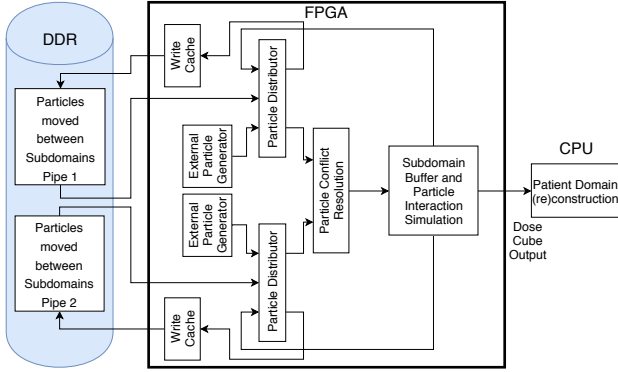 FPGA
DDR
Write
Cache
Particle Distributor
Particles
moved
between
Subdomains
Pipe 1
External
Particle
Generator
Particle Conflict
Resolution
Subdomain
Buffer and
Particle
Interaction
Simulation
CPU
Patient Domain
(re)construction
Dose
Cube
Output
Particles
moved
between
Subdomains
Pipe 2
External
Particle
Generator
Particle Distributor
Write
Cache